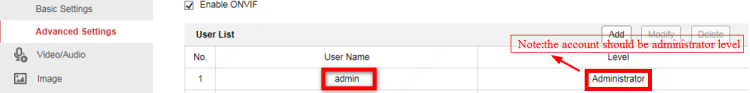 Basic Settings
Enable ONVIF
Advanced Settings
User List
Add
Modify
Delete
Note:the account should be administrator level
Video/Audio
No.
User Name
Level
Image
1
admin
Administrator